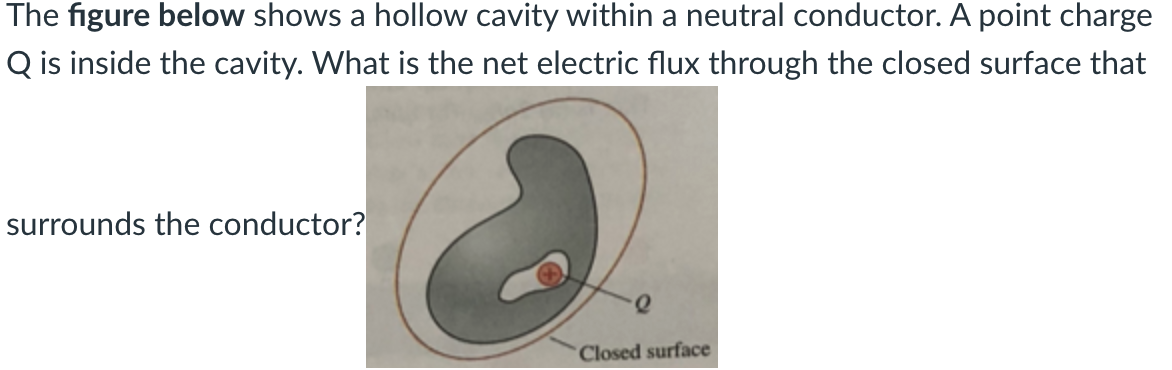 The figure below shows a hollow cavity within a neutral conductor. A point charge
Q is inside the cavity. What is the net electric flux through the closed surface that
surrounds the conductor?
+
Q
Closed surface